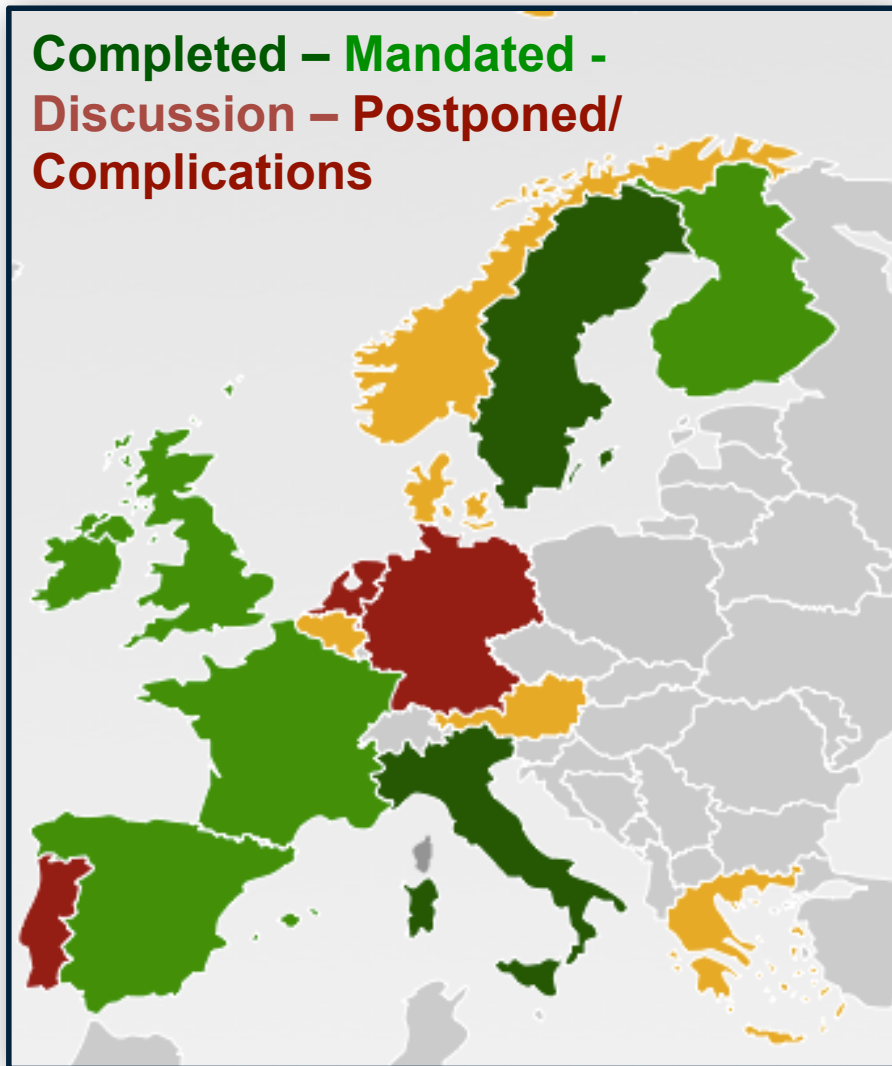 Completed – Mandated -
Discussion – Postponed/
Complications